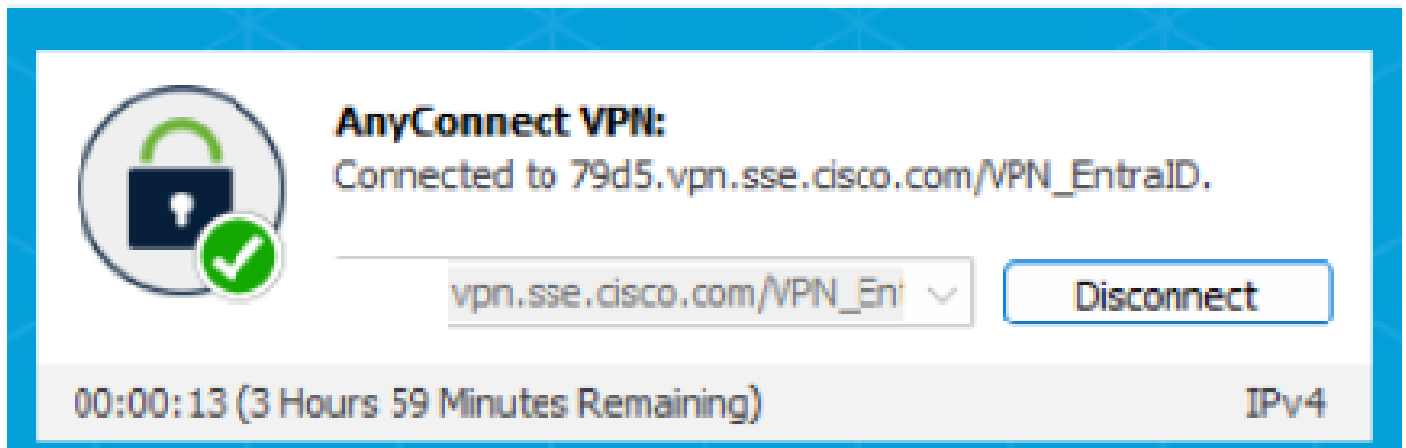 AnyConnect VPN:
Connected to 79d5.vpn.sse.cisco.com/VPN_EntraID.
vpn.sse.cisco.com/VPN_Ent
Disconnect
00:00:13 (3 Hours 59 Minutes Remaining)
IPv4